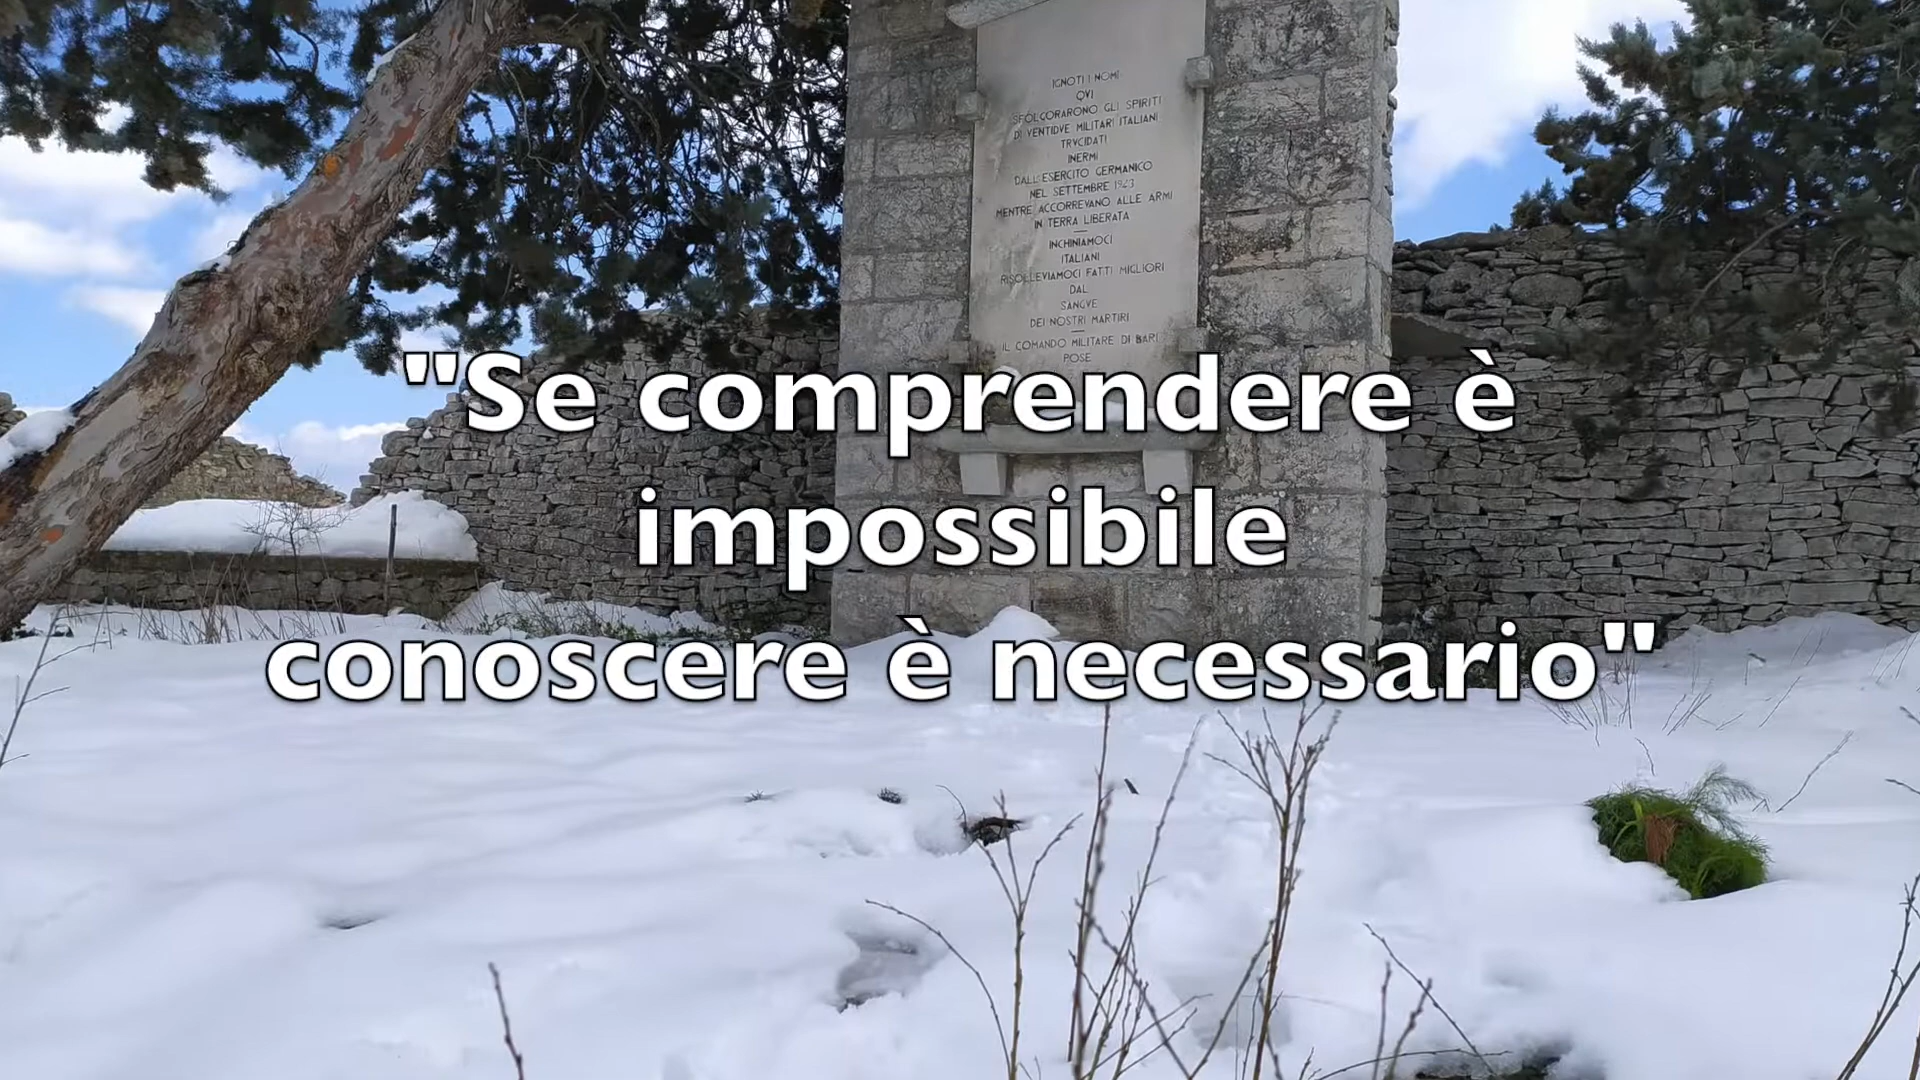 IGNOTI I NOMI
QVI
SFOLGORARONO GLI SPIRITI
DI VENTIDVE MILITARI ITALIANI
TRVCIDATI
INERMI
DALL'ESERCITO GERMANICO
NEL SETTEMBRE 1943
MENTRE ACCORREVANO ALLE ARMI
IN TERRA LIBERATA
INCHINIAMOCI
ITALIANI
RISOLLEVIAMOCI FATTI MIGLIORI
DAL
SANGVE
DEI NOSTRI MARTIRI
IL COMANDO MILITARE DI BARI
POSE
"Se comprendere è
impossibile
conoscere è necessario"